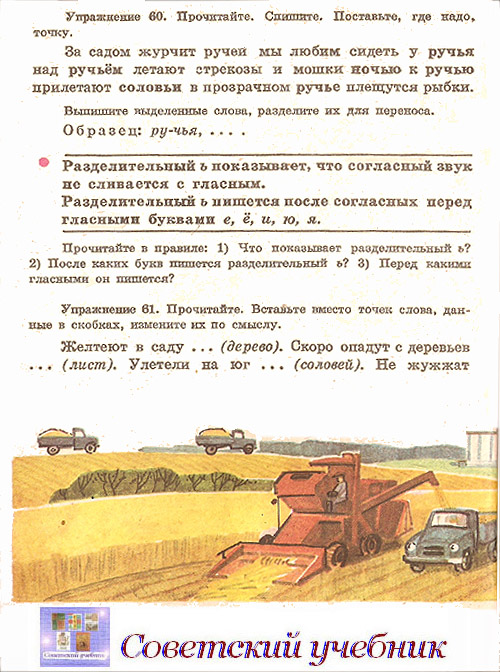 Упражнение 60. Прочитайте. Спишите. Поставьте, где надо,
точку.
За садом журчит ручей мы любим сидеть у ручья
над ручьём летают стрекозы и мошки ночью к ручью
прилетают соловьи в прозрачном ручье плещутся рыбки.
Выпишите выделенные слова, разделите их для переноса.
Образец: ру-чья, . . . .
Разделительный ь показывает, что согласный звук
не сливается с гласным.
Разделительный ь пишется после согласных перед
гласными буквами е, ё, и, ю, я.
Прочитайте в правиле: 1) Что показывает разделительный ь?
2) После каких букв пишется разделительный ь? 3) Перед какими
гласными он пишется?
Упражнение 61. Прочитайте. Вставьте вместо точек слова, дан-
ные в скобках, измените их по смыслу.
Желтеют в саду . . . (дерево). Скоро опадут с деревьев
. . . (лист). Улетели на юг . . . (соловей). Не жужжат
Советский учебник
Советский учебник